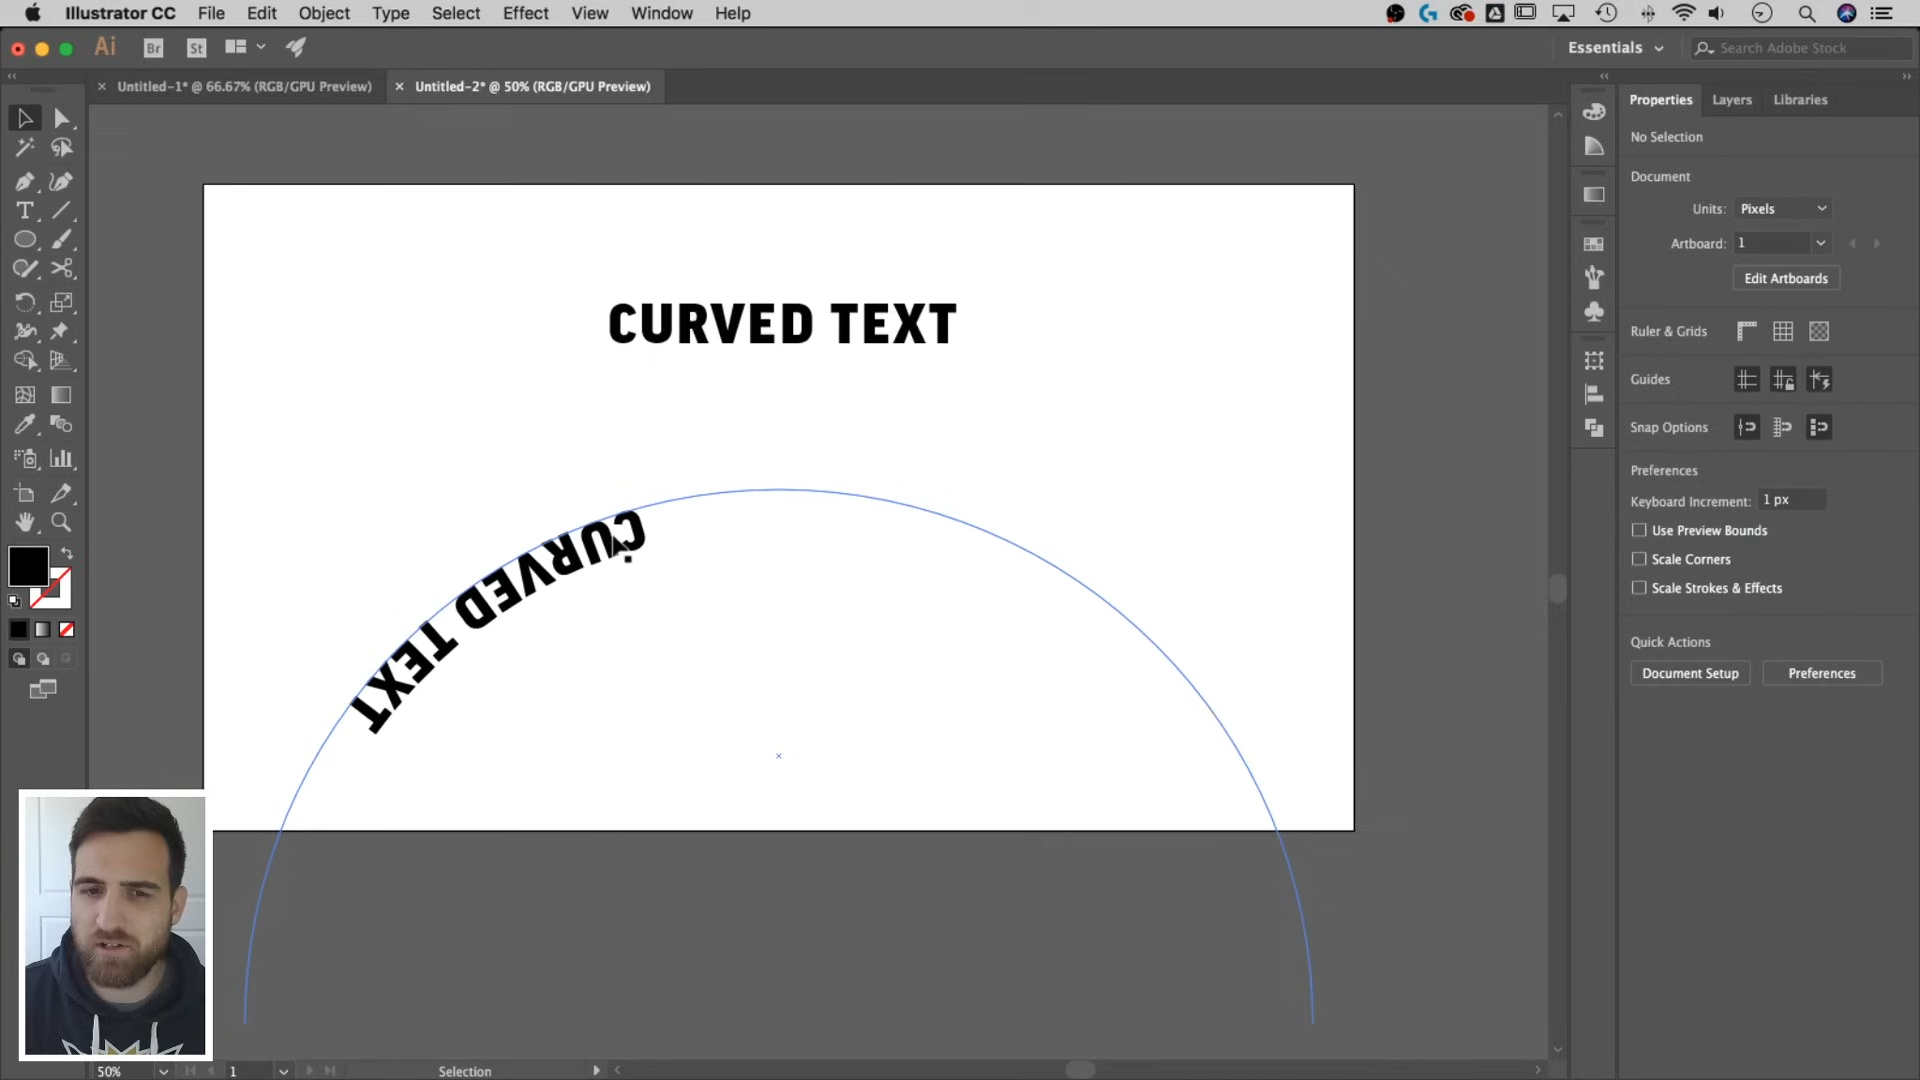 Illustrator CC File Edit Object Type Select Effect View Window Help
Ai Br St Essentials Search Adobe Stock
Untitled-1* @ 66.67% (RGB/GPU Preview) Untitled-2* @ 50% (RGB/GPU Preview)
Properties Layers Libraries
No Selection
Document
Units: Pixels
Artboard: 1
Edit Artboards
Ruler & Grids
Guides
Snap Options
Preferences
Keyboard Increment: 1 px
Use Preview Bounds
Scale Corners
Scale Strokes & Effects
Quick Actions
Document Setup Preferences
CURVED TEXT
CURVED TEXT
50% 1 Selection